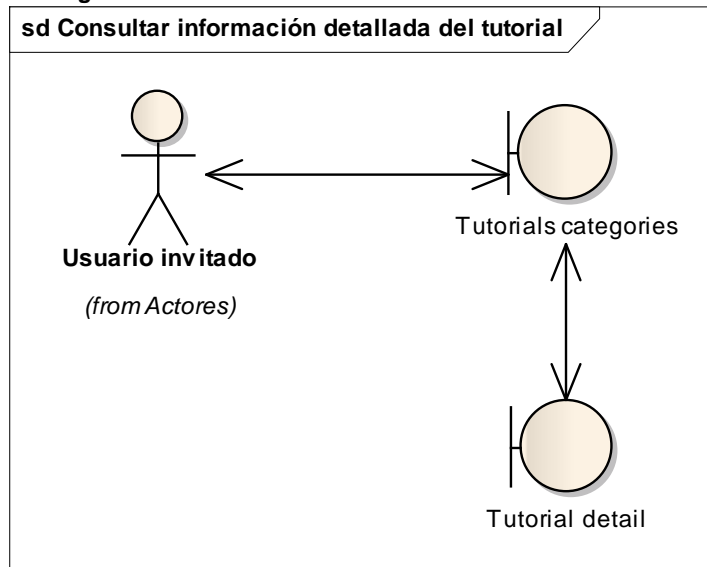 sd Consultar información detallada del tutorial
Usuario invitado
(from Actores)
Tutorials categories
Tutorial detail